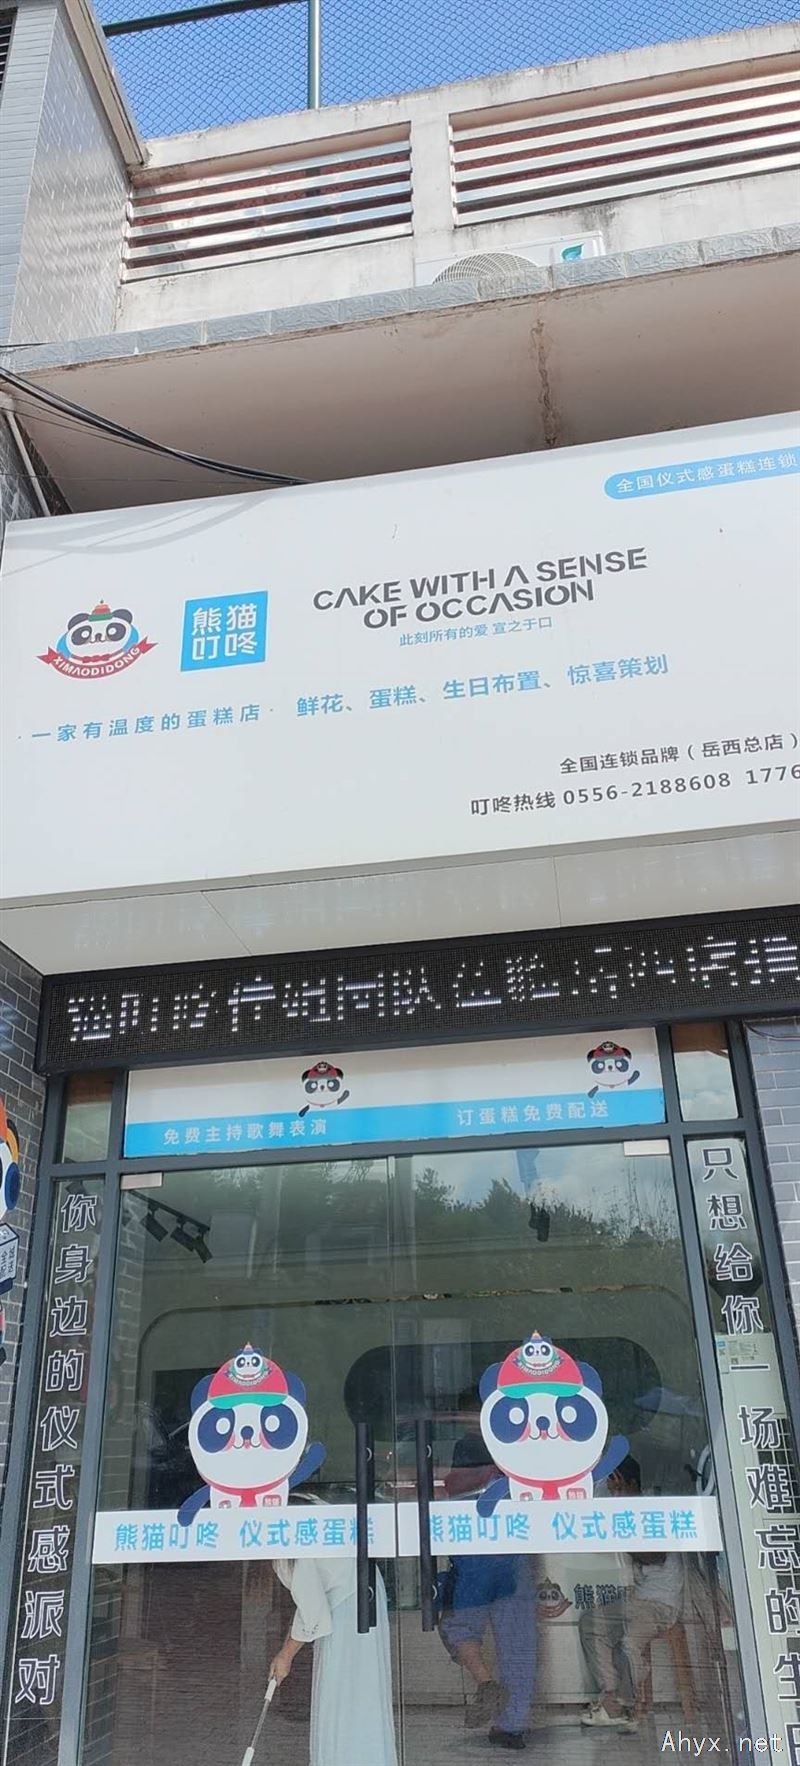 全国仪式感蛋糕连锁
CAKE WITH A SENSE
OF OCCASION
此刻所有的爱 宣之于口
熊猫
叮咚
XIMAODIDONG
·一家有温度的蛋糕店· 鲜花、蛋糕、生日布置、惊喜策划
全国连锁品牌（岳西总店）
叮咚热线 0556-2188608 1776
免费主持歌舞表演
订蛋糕免费配送
你身边的仪式感派对
只想给你一场难忘的生日
熊猫叮咚 仪式感蛋糕
熊猫叮咚 仪式感蛋糕
熊猫叮
Ahyx.net